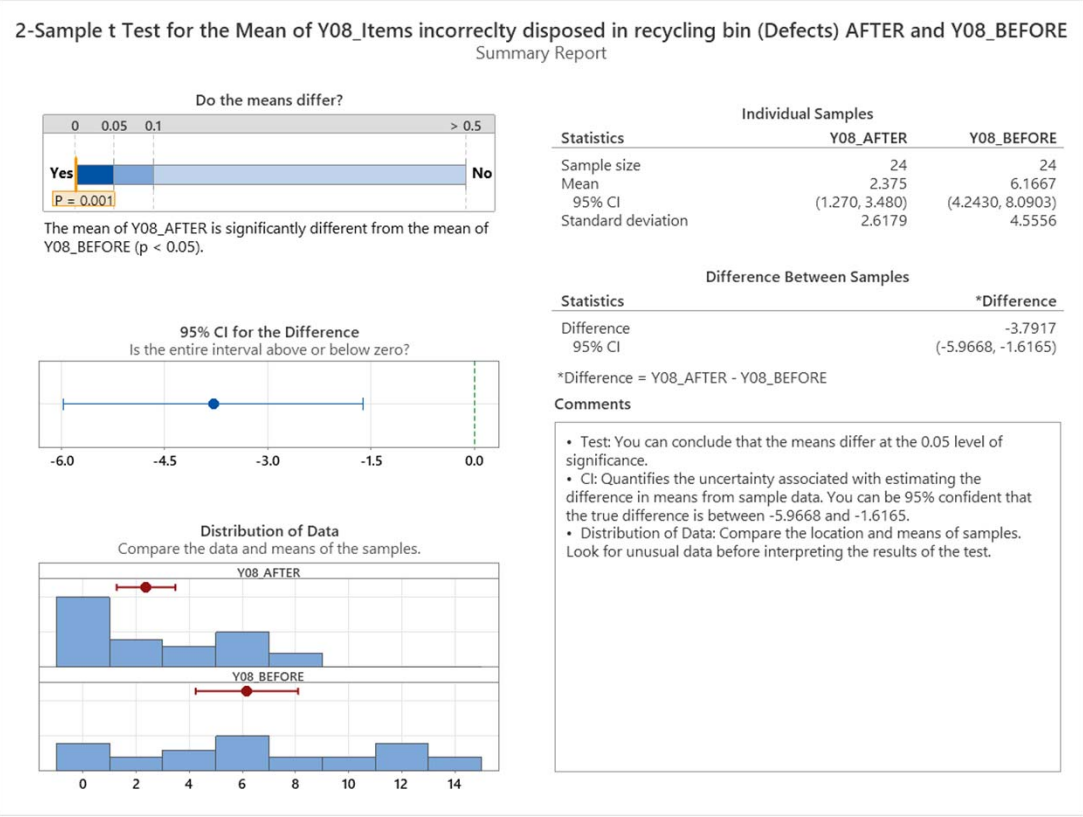 2-Sample t Test for the Mean of Y08_Items incorreclty disposed in recycling bin (Defects) AFTER and Y08_BEFORE
Summary Report
Do the means differ?
0 0.05 0.1 > 0.5
Yes No
P = 0.001
The mean of Y08_AFTER is significantly different from the mean of
Y08_BEFORE (p < 0.05).
95% CI for the Difference
Is the entire interval above or below zero?
-6.0 -4.5 -3.0 -1.5 0.0
Distribution of Data
Compare the data and means of the samples.
Y08_AFTER
Y08_BEFORE
0 2 4 6 8 10 12 14
Individual Samples
Statistics Y08_AFTER Y08_BEFORE
Sample size 24 24
Mean 2.375 6.1667
95% CI (1.270, 3.480) (4.2430, 8.0903)
Standard deviation 2.6179 4.5556
Difference Between Samples
Statistics *Difference
Difference -3.7917
95% CI (-5.9668, -1.6165)
*Difference = Y08_AFTER - Y08_BEFORE
Comments
• Test: You can conclude that the means differ at the 0.05 level of
significance.
• CI: Quantifies the uncertainty associated with estimating the
difference in means from sample data. You can be 95% confident that
the true difference is between -5.9668 and -1.6165.
• Distribution of Data: Compare the location and means of samples.
Look for unusual data before interpreting the results of the test.